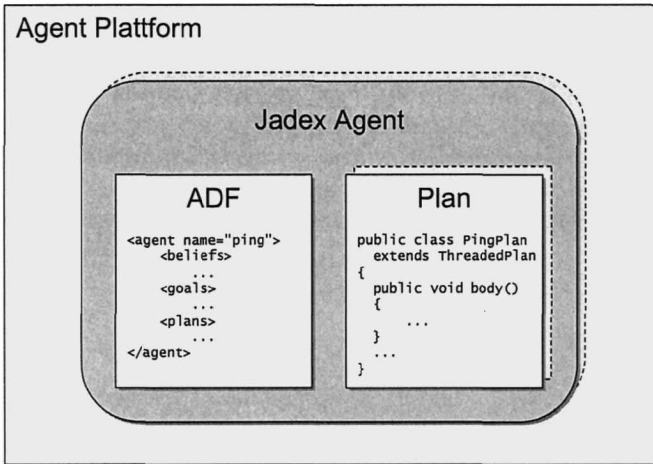 Agent Plattform
Jadex Agent
ADF
<agent name="ping">
<beliefs>
...
<goals>
...
<plans>
...
</agent>
Plan
public class PingPlan
extends ThreadedPlan
{
public void body()
{
...
}
...
}